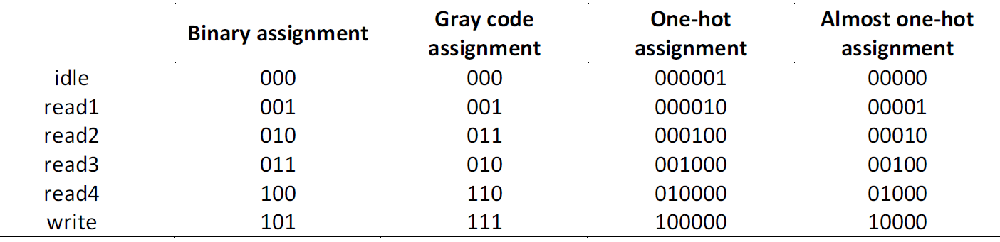 Binary assignment Gray code assignment One-hot assignment Almost one-hot assignment
idle 000 000 000001 00000
read1 001 001 000010 00001
read2 010 011 000100 00010
read3 011 010 001000 00100
read4 100 110 010000 01000
write 101 111 100000 10000